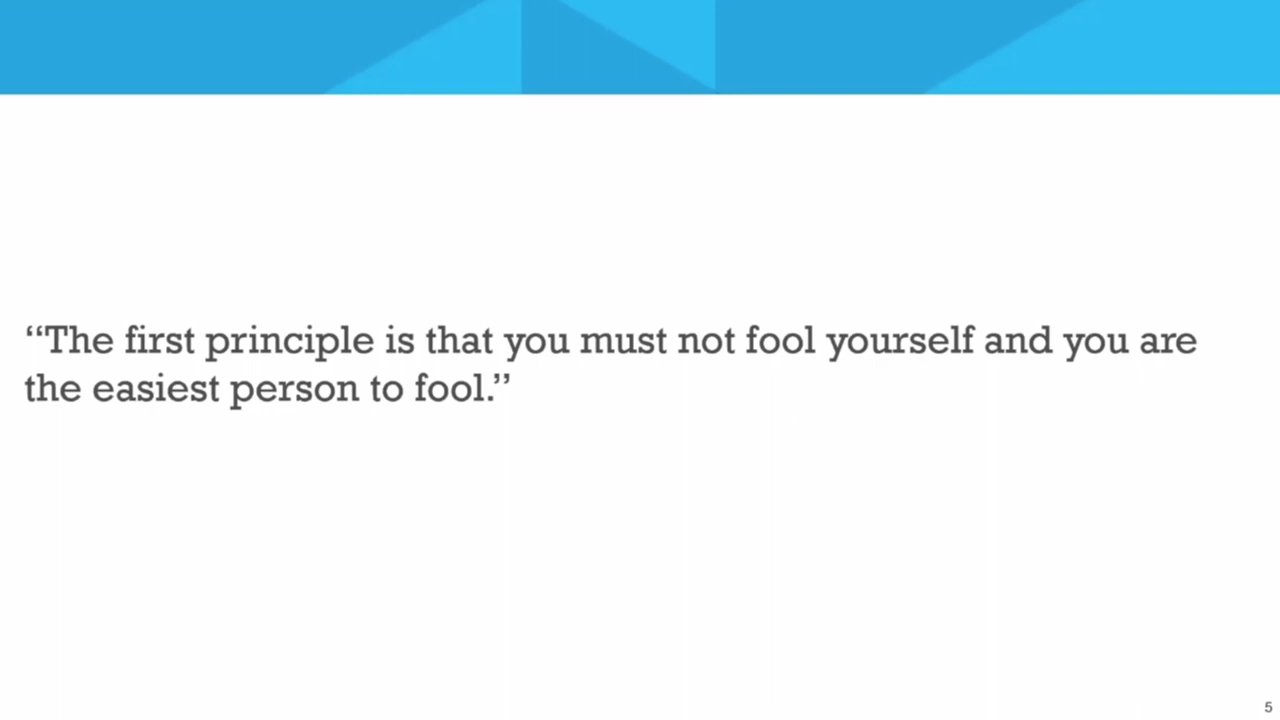 “The first principle is that you must not fool yourself and you are
the easiest person to fool.”
5